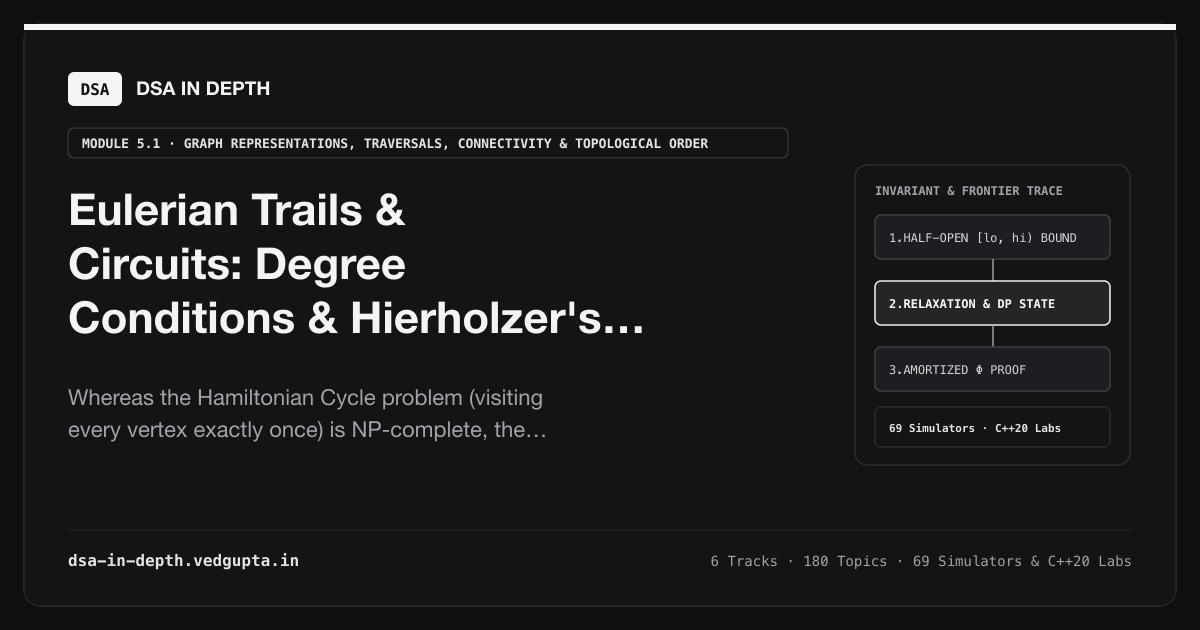 DSA
DSA IN DEPTH
MODULE 5.1 · GRAPH REPRESENTATIONS, TRAVERSALS, CONNECTIVITY & TOPOLOGICAL ORDER
Eulerian Trails &
Circuits: Degree
Conditions & Hierholzer's...
Whereas the Hamiltonian Cycle problem (visiting
every vertex exactly once) is NP-complete, the...
INVARIANT & FRONTIER TRACE
1.HALF-OPEN [lo, hi) BOUND
2.RELAXATION & DP STATE
3.AMORTIZED Φ PROOF
69 Simulators · C++20 Labs
dsa-in-depth.vedgupta.in
6 Tracks · 180 Topics · 69 Simulators & C++20 Labs